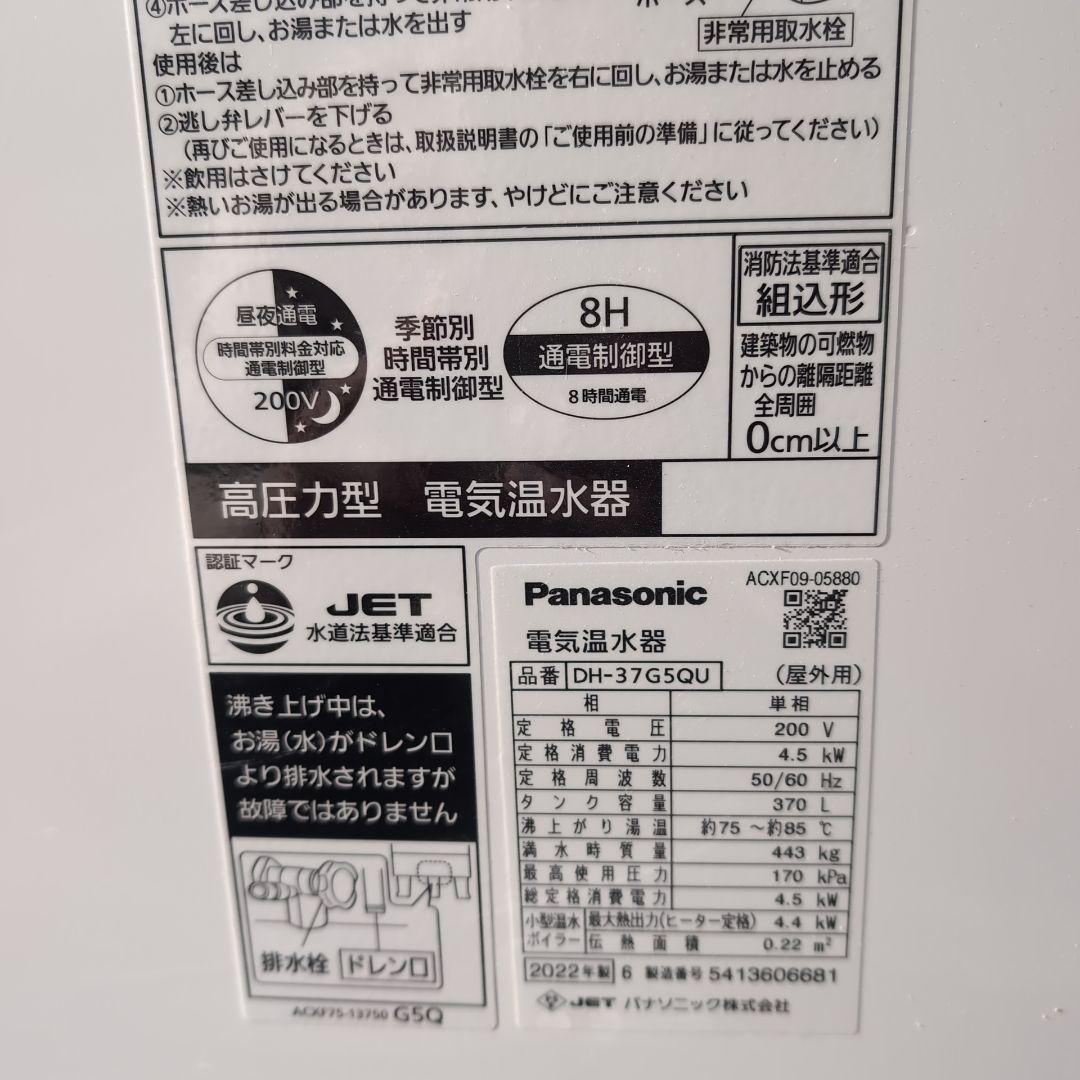 ④ホース差し込み部を持って非常用
ホース
左に回し、お湯または水を出す
非常用取水栓
使用後は
①ホース差し込み部を持って非常用取水栓を右に回し、お湯または水を止める
②逃し弁レバーを下げる
(再びご使用になるときは、取扱説明書の「ご使用前の準備」に従ってください)
※飲用はさけてください
※熱いお湯が出る場合があります、やけどにご注意ください
昼夜通電
時間帯別料金対応
通電制御型
200V
季節別
時間帯別
通電制御型
8H
通電制御型
8時間通電
消防法基準適合
組込形
建築物の可燃物
からの離隔距離
全周囲
0cm以上
高圧力型 電気温水器
認証マーク
JET
水道法基準適合
沸き上げ中は、
お湯(水)がドレン口
より排水されますが
故障ではありません
排水栓 ドレン口
ACXF75-13750 G5Q
Panasonic ACXF09-05880
電気温水器
品番 DH-37G5QU (屋外用)
相 単相
定格電圧 200 V
定格消費電力 4.5 kW
定格周波数 50/60 Hz
タンク容量 370 L
沸上がり湯温 約75～約85 ℃
満水時質量 443 kg
最高使用圧力 170 kPa
総定格消費電力 4.5 kW
小型温水 最大熱出力(ヒーター定格) 4.4 kW
ボイラー 伝熱面積 0.22 m²
2022年製 6 製造番号 5413606681
JET パナソニック株式会社